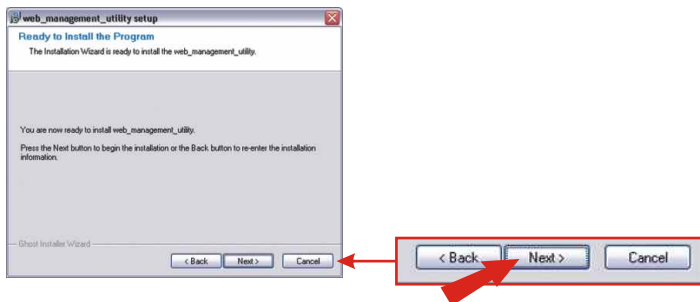 web_management_utility setup
Ready to Install the Program
The Installation Wizard is ready to install the web_management_utility.
You are now ready to install web_management_utility.
Press the Next button to begin the installation or the Back button to re-enter the installation
information.
Ghost Installer Wizard
< Back Next > Cancel
< Back Next > Cancel